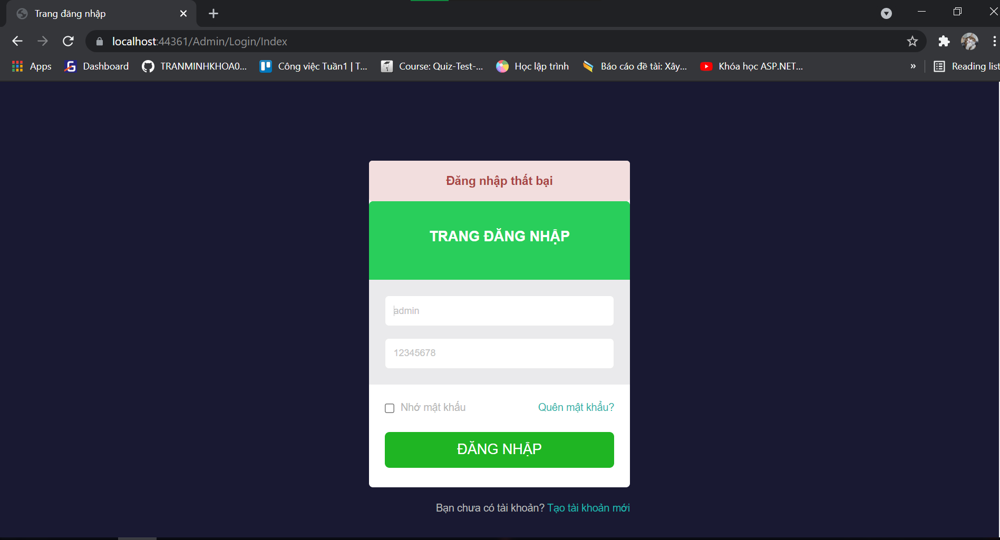 Trang đăng nhập
localhost:44361/Admin/Login/Index
Apps Dashboard TRANMINHKHOA0... Công việc Tuần1 | T... Course: Quiz-Test-... Học lập trình Báo cáo đề tài: Xây... Khóa học ASP.NET... » Reading list
Đăng nhập thất bại
TRANG ĐĂNG NHẬP
admin
12345678
Nhớ mật khẩu Quên mật khẩu?
ĐĂNG NHẬP
Bạn chưa có tài khoản? Tạo tài khoản mới